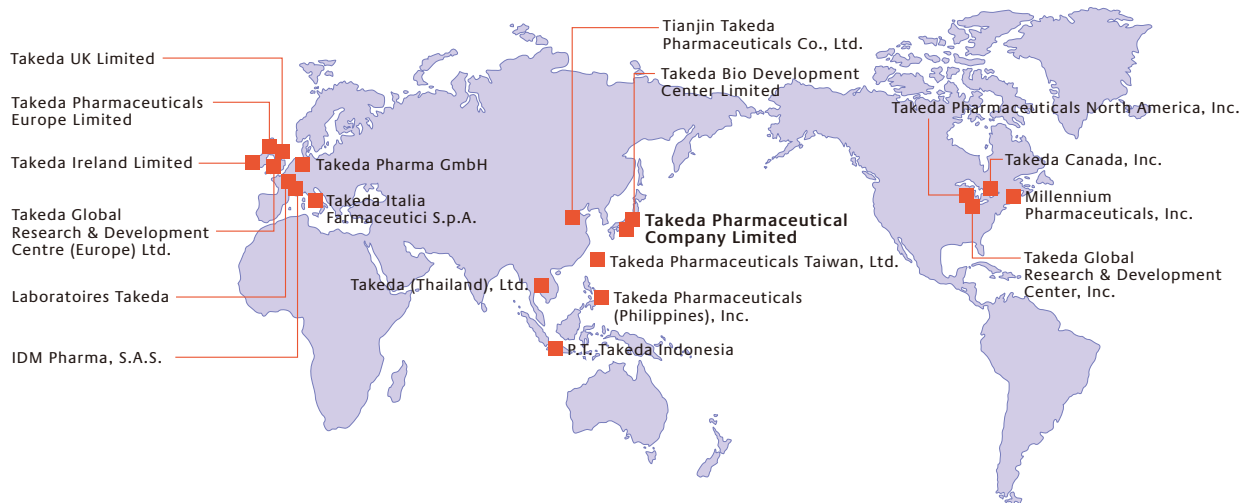 Takeda UK Limited
Takeda Pharmaceuticals
Europe Limited
Takeda Ireland Limited
Takeda Global
Research & Development
Centre (Europe) Ltd.
Laboratoires Takeda
IDM Pharma, S.A.S.
Takeda Pharma GmbH
Takeda Italia
Farmaceutici S.p.A.
Tianjin Takeda
Pharmaceuticals Co., Ltd.
Takeda Bio Development
Center Limited
Takeda Pharmaceutical
Company Limited
Takeda Pharmaceuticals Taiwan, Ltd.
Takeda (Thailand), Ltd.
Takeda Pharmaceuticals
(Philippines), Inc.
P.T. Takeda Indonesia
Takeda Pharmaceuticals North America, Inc.
Takeda Canada, Inc.
Millennium
Pharmaceuticals, Inc.
Takeda Global
Research & Development
Center, Inc.